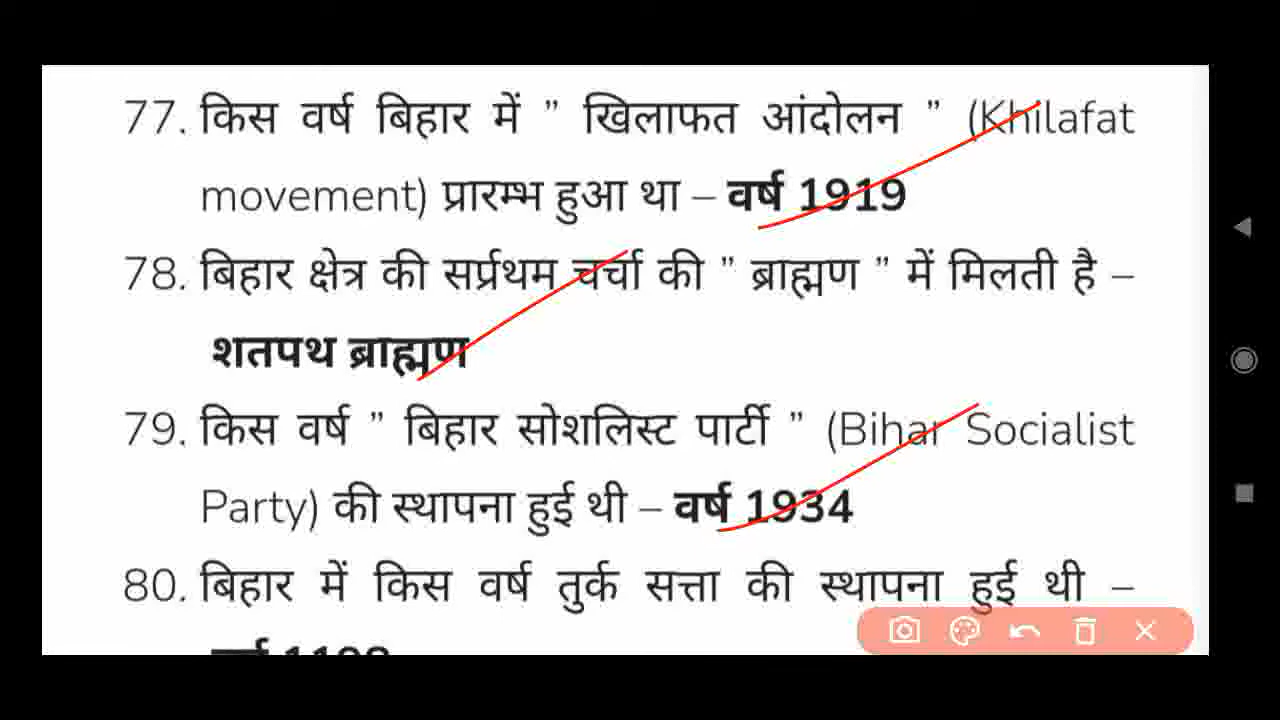 77. किस वर्ष बिहार में ” खिलाफत आंदोलन ” (Khilafat
movement) प्रारम्भ हुआ था – वर्ष 1919
78. बिहार क्षेत्र की सर्प्रथम चर्चा की ” ब्राह्मण ” में मिलती है –
शतपथ ब्राह्मण
79. किस वर्ष ” बिहार सोशलिस्ट पार्टी ” (Bihar Socialist
Party) की स्थापना हुई थी – वर्ष 1934
80. बिहार में किस वर्ष तुर्क सत्ता की स्थापना हुई थी –
वर्ष